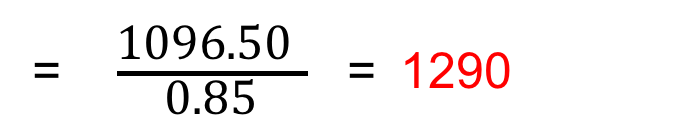 = 1096.50 / 0.85 = 1290